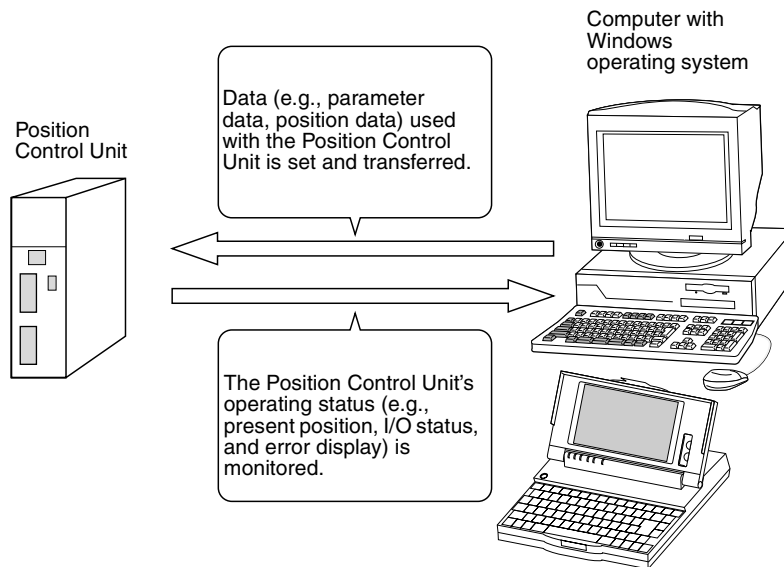 Computer with
Windows
operating system
Data (e.g., parameter
data, position data) used
with the Position Control
Unit is set and transferred.
Position
Control Unit
The Position Control Unit's
operating status (e.g.,
present position, I/O status,
and error display) is
monitored.